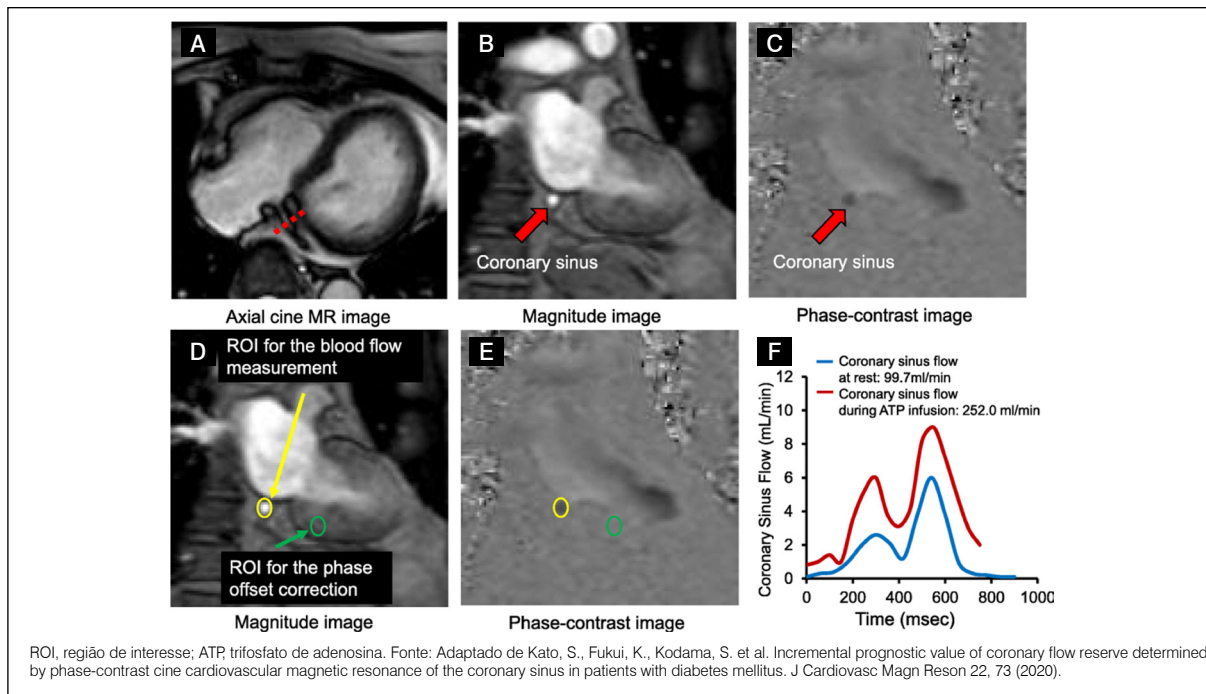 A
B
C
Coronary sinus
Coronary sinus
Axial cine MR image
Magnitude image
Phase-contrast image
D
ROI for the blood flow
measurement
ROI for the phase
offset correction
Magnitude image
E
Phase-contrast image
F
Coronary sinus flow
at rest: 99.7ml/min
Coronary sinus flow
during ATP infusion: 252.0 ml/min
Coronary Sinus Flow (mL/min)
12
10
8
6
4
2
0
0 200 400 600 800 1000
Time (msec)
ROI, região de interesse; ATP, trifosfato de adenosina. Fonte: Adaptado de Kato, S., Fukui, K., Kodama, S. et al. Incremental prognostic value of coronary flow reserve determined
by phase-contrast cine cardiovascular magnetic resonance of the coronary sinus in patients with diabetes mellitus. J Cardiovasc Magn Reson 22, 73 (2020).